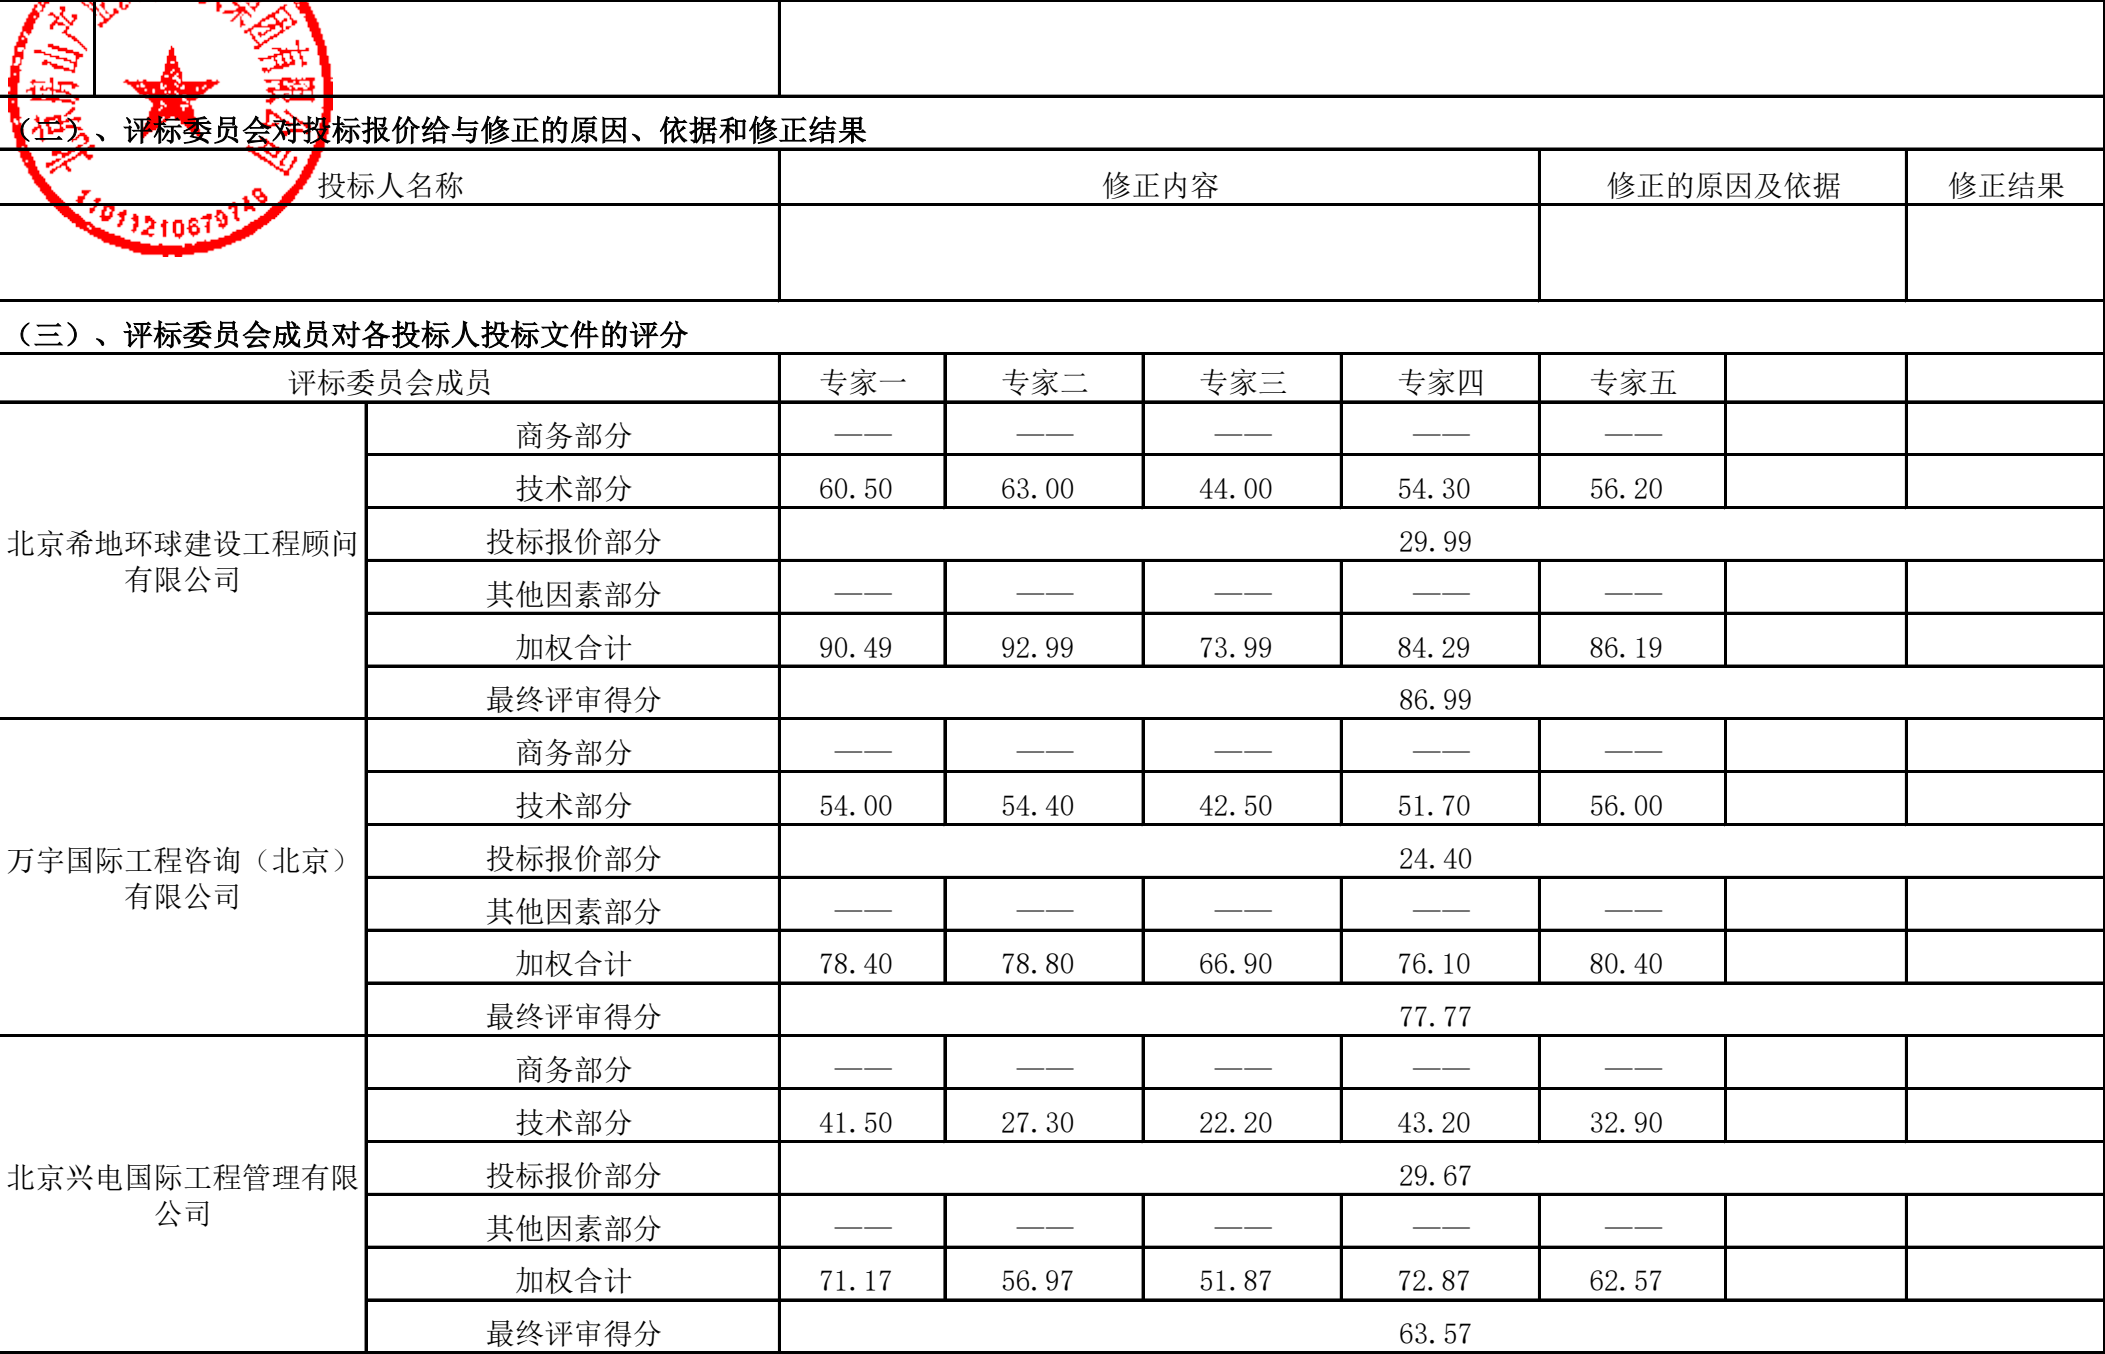 （二）、评标委员会对投标报价给与修正的原因、依据和修正结果
投标人名称 修正内容 修正的原因及依据 修正结果
（三）、评标委员会成员对各投标人投标文件的评分
评标委员会成员 专家一 专家二 专家三 专家四 专家五
北京希地环球建设工程顾问
有限公司
商务部分 —— —— —— —— ——
技术部分 60.50 63.00 44.00 54.30 56.20
投标报价部分 29.99
其他因素部分 —— —— —— —— ——
加权合计 90.49 92.99 73.99 84.29 86.19
最终评审得分 86.99
万宇国际工程咨询（北京）
有限公司
商务部分 —— —— —— —— ——
技术部分 54.00 54.40 42.50 51.70 56.00
投标报价部分 24.40
其他因素部分 —— —— —— —— ——
加权合计 78.40 78.80 66.90 76.10 80.40
最终评审得分 77.77
北京兴电国际工程管理有限
公司
商务部分 —— —— —— —— ——
技术部分 41.50 27.30 22.20 43.20 32.90
投标报价部分 29.67
其他因素部分 —— —— —— —— ——
加权合计 71.17 56.97 51.87 72.87 62.57
最终评审得分 63.57